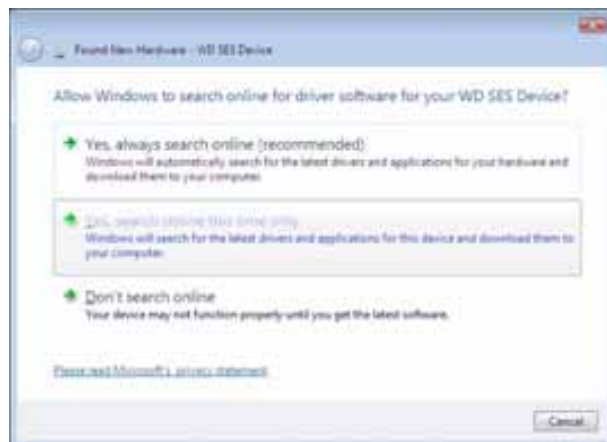 Found New Hardware - WD SES Device
Allow Windows to search online for driver software for your WD SES Device?
Yes, always search online (recommended)
Windows will automatically search for the latest drivers and applications for your hardware and
download them to your computer.
Yes, search online this time only
Windows will search for the latest drivers and applications for this device and download them to
your computer.
Don't search online
Your device may not function properly until you get the latest software.
Please read Microsoft's privacy statement
Cancel